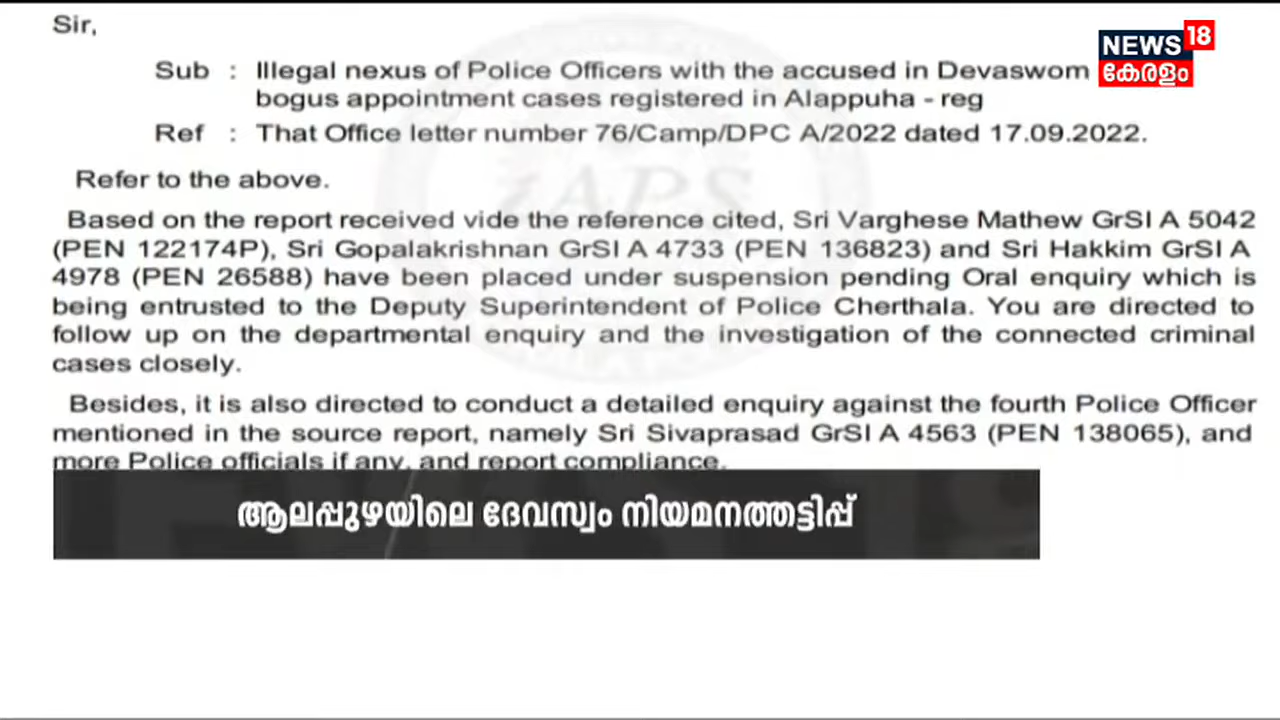 Sir,
NEWS 18
കേരളം
Sub : Illegal nexus of Police Officers with the accused in Devaswom
bogus appointment cases registered in Alappuha - reg
Ref : That Office letter number 76/Camp/DPC A/2022 dated 17.09.2022.
Refer to the above.
Based on the report received vide the reference cited, Sri Varghese Mathew GrSI A 5042
(PEN 122174P), Sri Gopalakrishnan GrSI A 4733 (PEN 136823) and Sri Hakkim GrSI A
4978 (PEN 26588) have been placed under suspension pending Oral enquiry which is
being entrusted to the Deputy Superintendent of Police Cherthala. You are directed to
follow up on the departmental enquiry and the investigation of the connected criminal
cases closely.
Besides, it is also directed to conduct a detailed enquiry against the fourth Police Officer
mentioned in the source report, namely Sri Sivaprasad GrSI A 4563 (PEN 138065), and
more Police officials if any, and report compliance.
ആലപ്പുഴയിലെ ദേവസ്വം നിയമനത്തട്ടിപ്പ്
iAPS